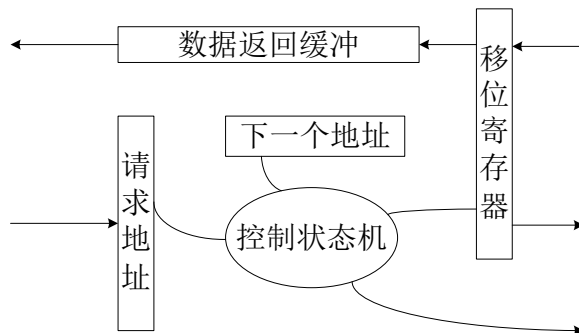 数据返回缓冲
移位寄存器
下一个地址
请求地址
控制状态机